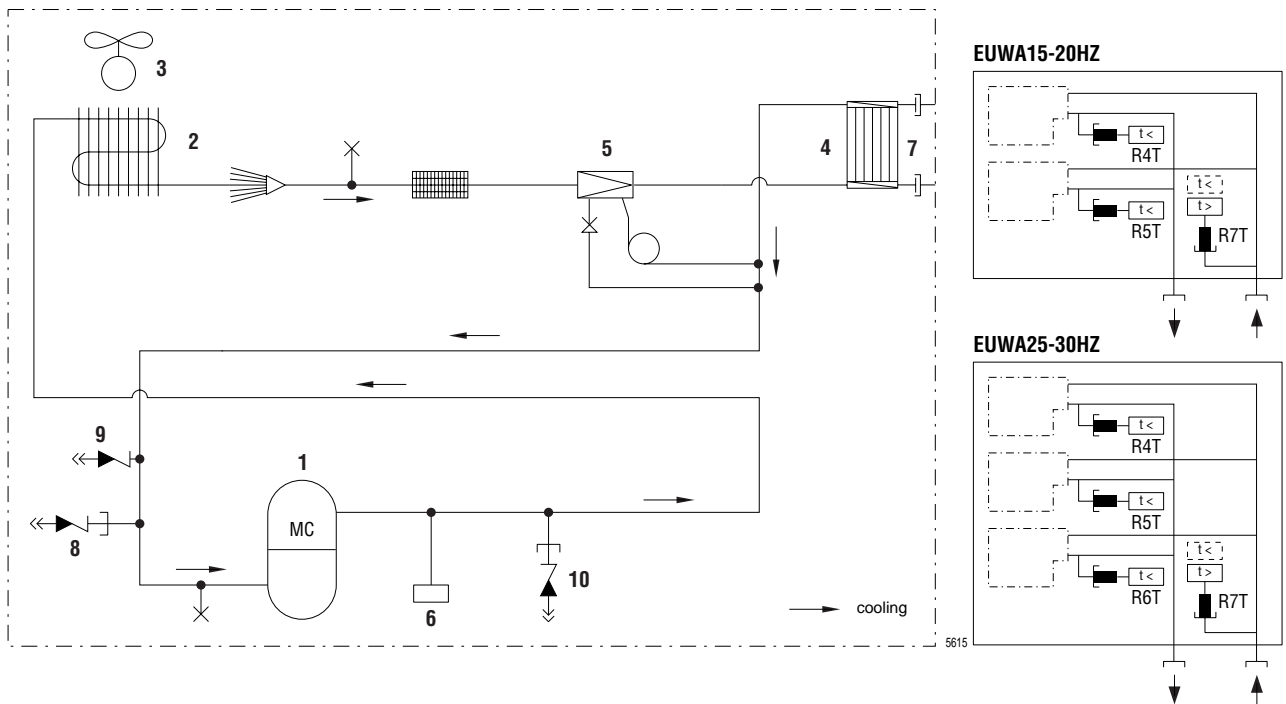 3
2
5
4
7
9
1
MC
8
6
10
cooling
5615
EUWA15-20HZ
t <
R4T
t <
t >
t <
R5T
R7T
EUWA25-30HZ
t <
R4T
t <
R5T
t <
t >
t <
R6T
R7T